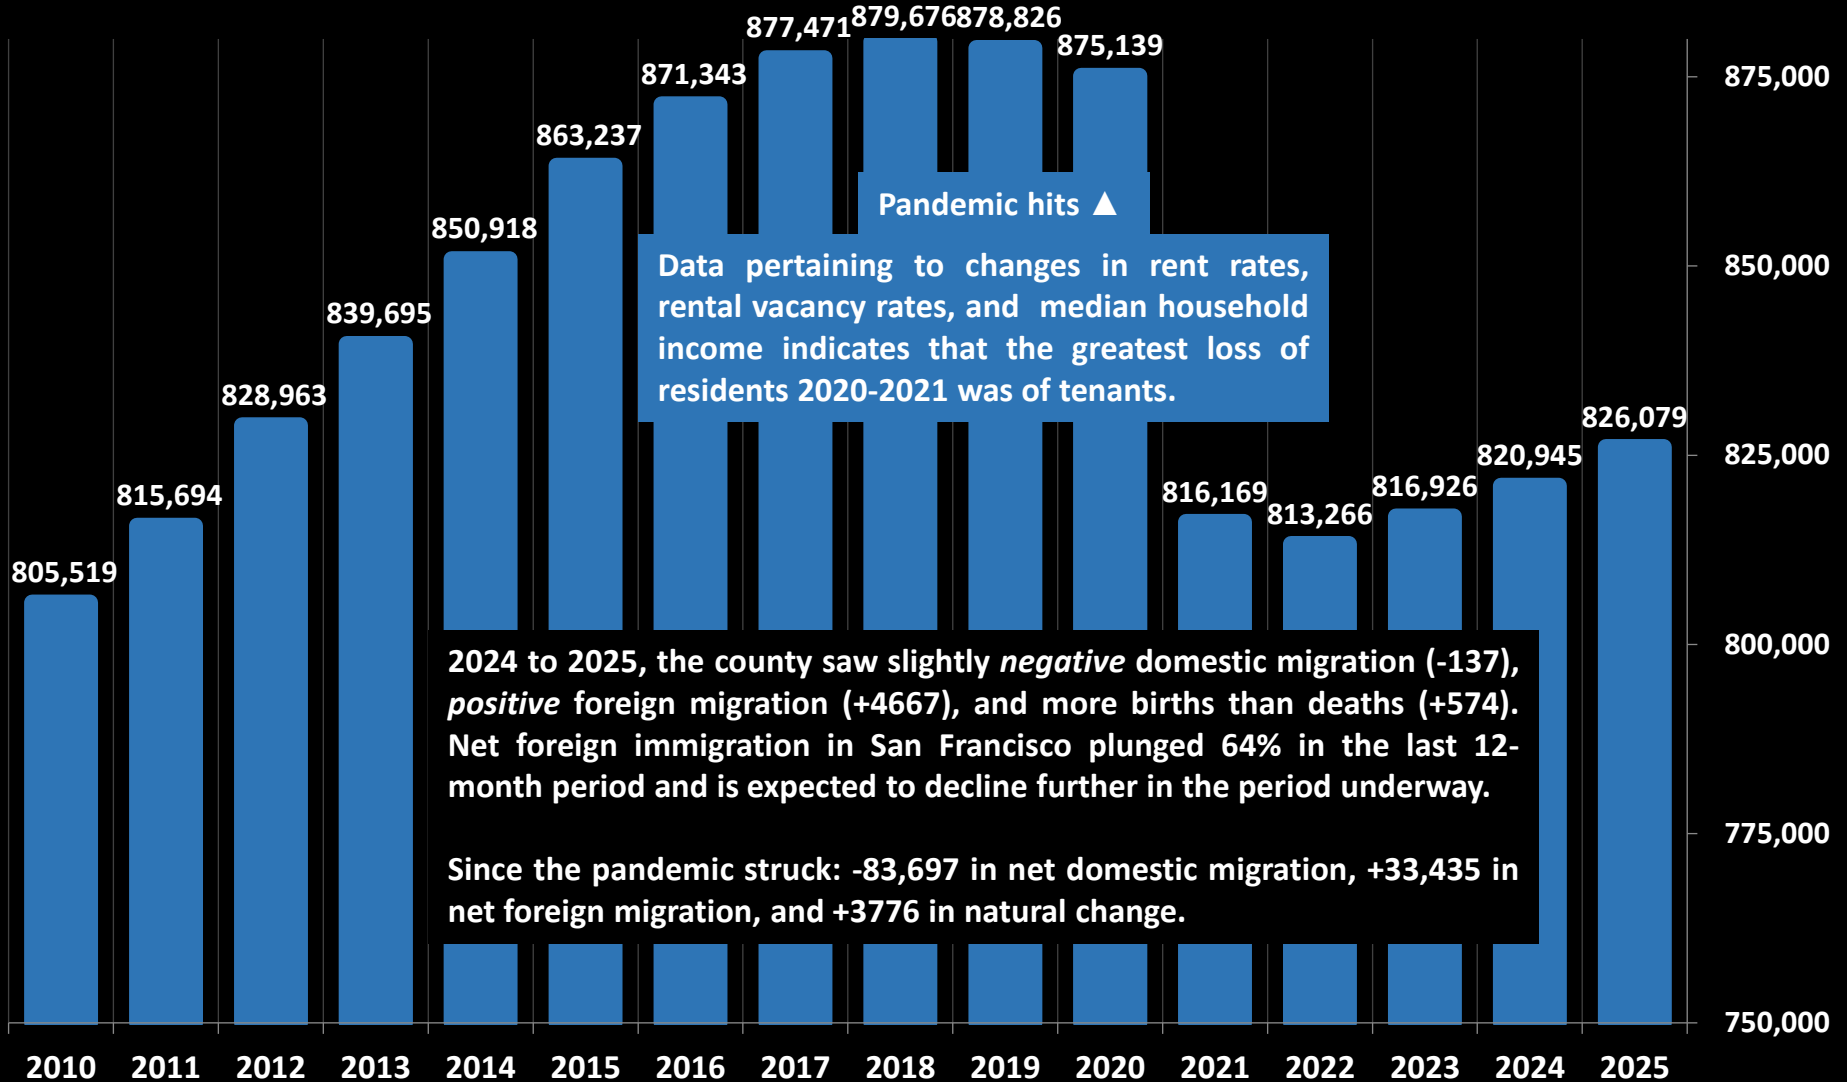 877,471
879,676
878,826
875,139
871,343
863,237
850,918
839,695
828,963
815,694
805,519
816,169
813,266
816,926
820,945
826,079
Pandemic hits ▲
Data pertaining to changes in rent rates,
rental vacancy rates, and median household
income indicates that the greatest loss of
residents 2020-2021 was of tenants.
2024 to 2025, the county saw slightly negative domestic migration (-137),
positive foreign migration (+4667), and more births than deaths (+574).
Net foreign immigration in San Francisco plunged 64% in the last 12-
month period and is expected to decline further in the period underway.
Since the pandemic struck: -83,697 in net domestic migration, +33,435 in
net foreign migration, and +3776 in natural change.
875,000
850,000
825,000
800,000
775,000
750,000
2010 2011 2012 2013 2014 2015 2016 2017 2018 2019 2020 2021 2022 2023 2024 2025